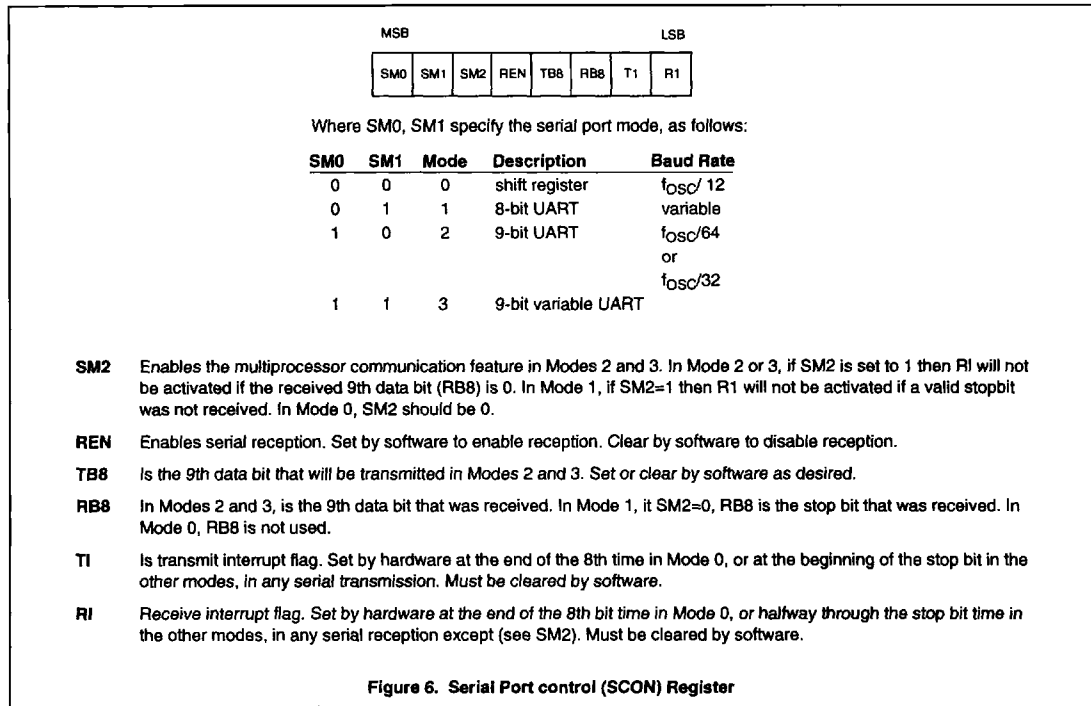 MSB LSB
SM0 SM1 SM2 REN TB8 RB8 T1 R1
Where SM0, SM1 specify the serial port mode, as follows:
SM0 SM1 Mode Description Baud Rate
0 0 0 shift register fOSC/ 12
0 1 1 8-bit UART variable
1 0 2 9-bit UART fOSC/64
or
fOSC/32
1 1 3 9-bit variable UART
SM2 Enables the multiprocessor communication feature in Modes 2 and 3. In Mode 2 or 3, if SM2 is set to 1 then RI will not
be activated if the received 9th data bit (RB8) is 0. In Mode 1, if SM2=1 then R1 will not be activated if a valid stopbit
was not received. In Mode 0, SM2 should be 0.
REN Enables serial reception. Set by software to enable reception. Clear by software to disable reception.
TB8 Is the 9th data bit that will be transmitted in Modes 2 and 3. Set or clear by software as desired.
RB8 In Modes 2 and 3, is the 9th data bit that was received. In Mode 1, it SM2=0, RB8 is the stop bit that was received. In
Mode 0, RB8 is not used.
TI Is transmit interrupt flag. Set by hardware at the end of the 8th time in Mode 0, or at the beginning of the stop bit in the
other modes, in any serial transmission. Must be cleared by software.
RI Receive interrupt flag. Set by hardware at the end of the 8th bit time in Mode 0, or halfway through the stop bit time in
the other modes, in any serial reception except (see SM2). Must be cleared by software.
Figure 6. Serial Port control (SCON) Register